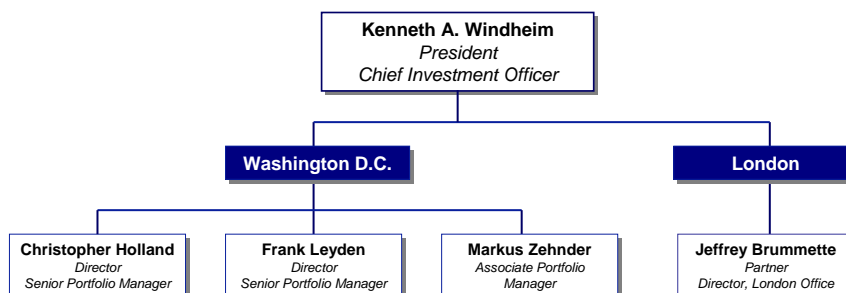 Kenneth A. Windheim
President
Chief Investment Officer
Washington D.C.
London
Christopher Holland
Director
Senior Portfolio Manager
Frank Leyden
Director
Senior Portfolio Manager
Markus Zehnder
Associate Portfolio
Manager
Jeffrey Brummette
Partner
Director, London Office